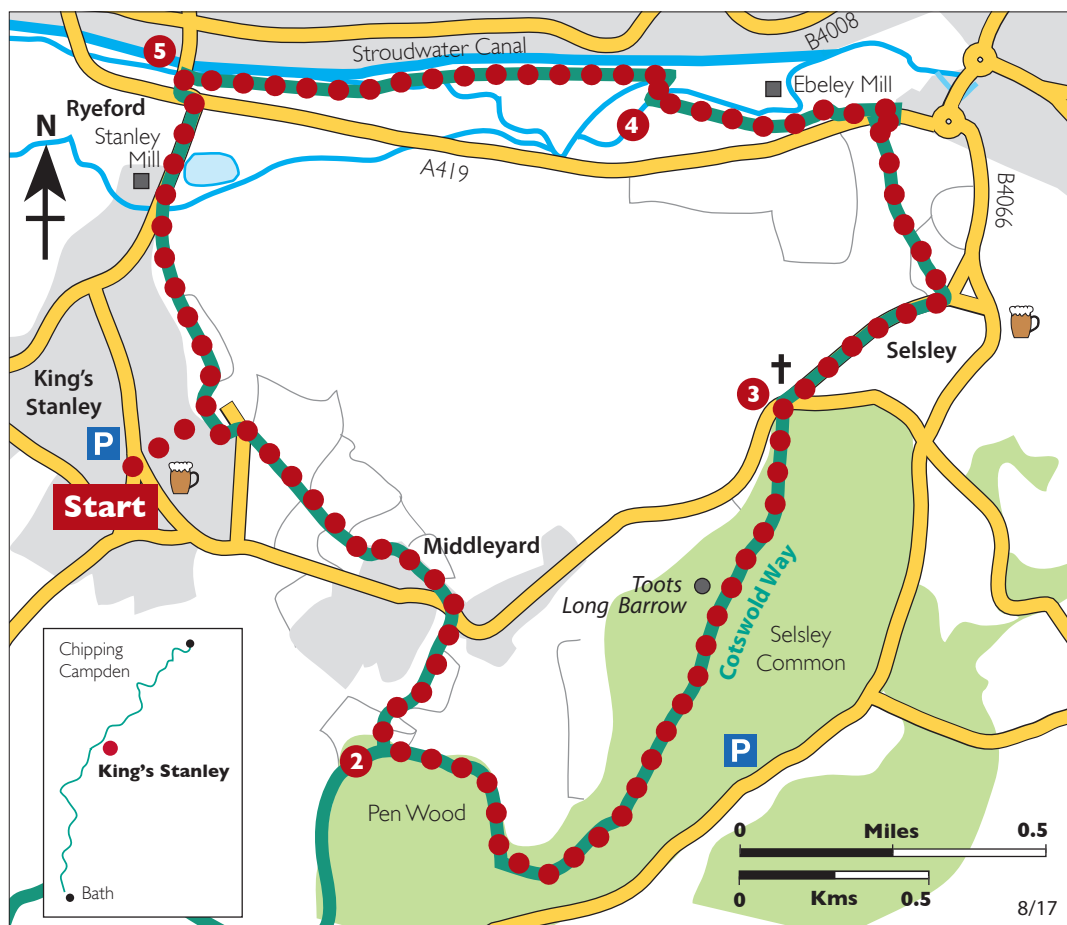 5
Stroudwater Canal
B4008
Ryeford
Ebeley Mill
N
Stanley
Mill
4
A419
B4066
King's
Stanley
Selsley
3
P
Start
Middleyard
Toots
Long Barrow
Cotswold Way
Selsley
Common
Chipping
Campden
P
King's Stanley
2
Pen Wood
0 Miles 0.5
0 Kms 0.5
Bath
8/17